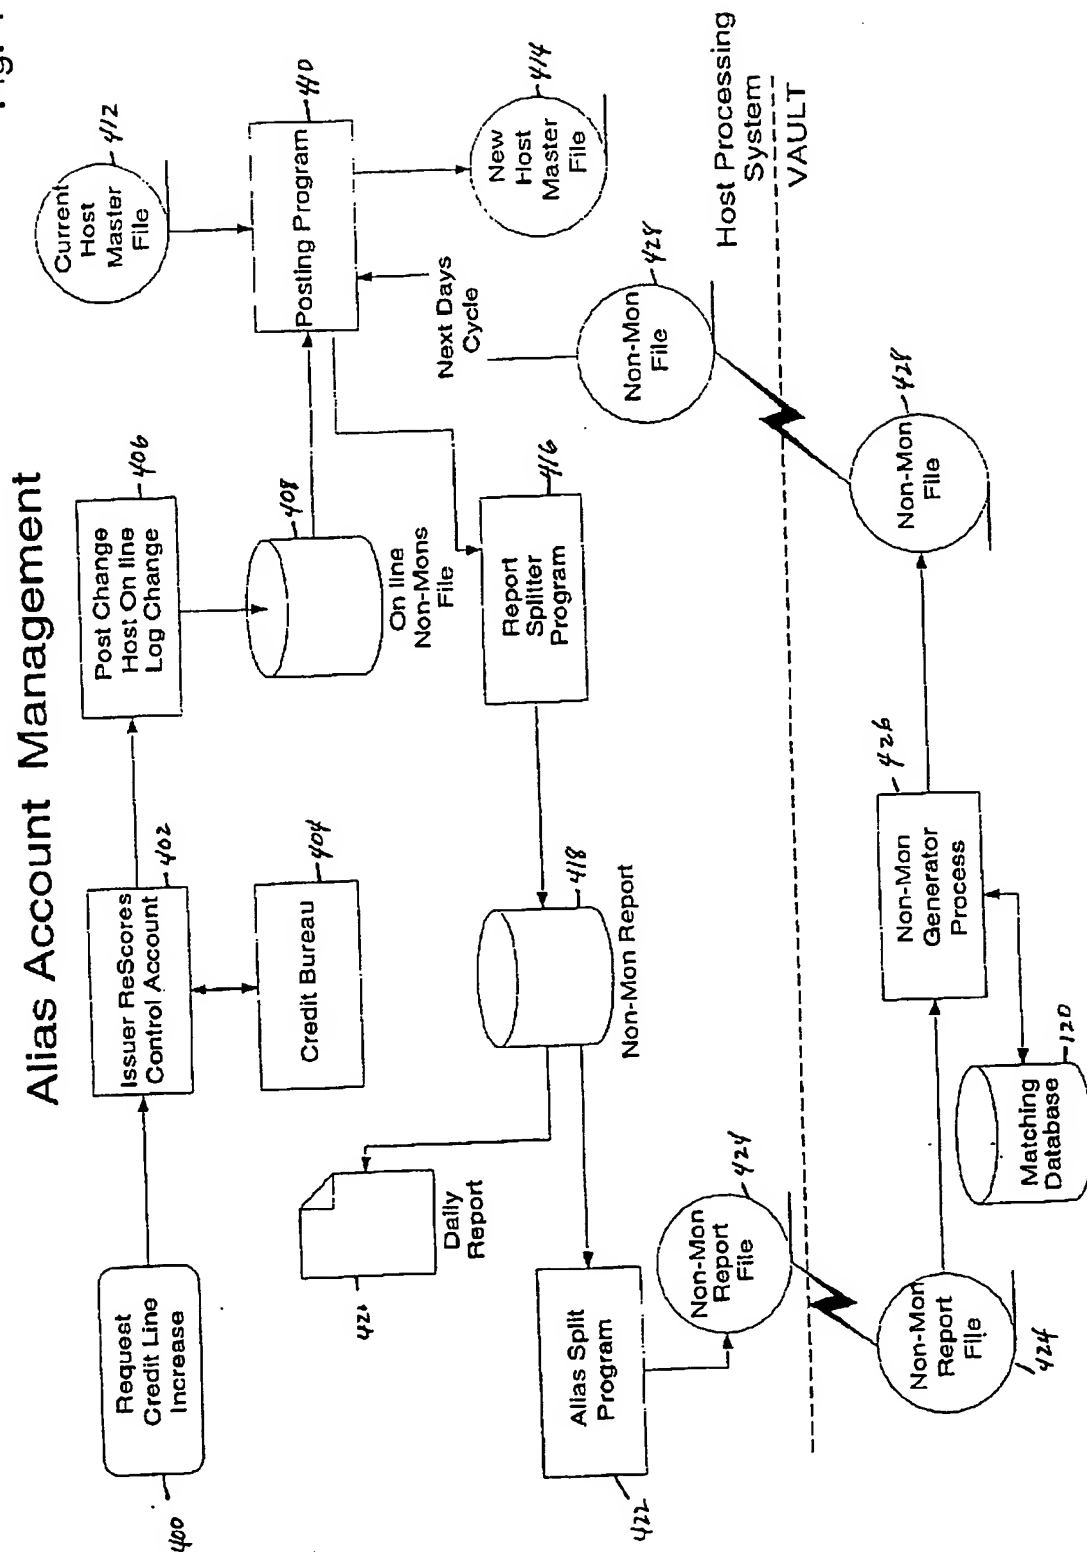 Fig.
Alias Account Management
400
Request
Credit Line
Increase
402
Issuer ReScores
Control Account
404
Credit Bureau
406
Post Change
Host On line
Log Change
408
On line
Non-Mons
File
412
Current
Host
Master
File
410
Posting Program
414
New
Host
Master
File
Next Days
Cycle
416
Report
Splitter
Program
418
Non-Mon Report
Daily
Report
422
Alias Split
Program
424
Non-Mon
Report
File
428
Non-Mon
File
Host Processing
System
VAULT
424
Non-Mon
Report
File
426
Non-Mon
Generator
Process
120
Matching
Database
428
Non-Mon
File